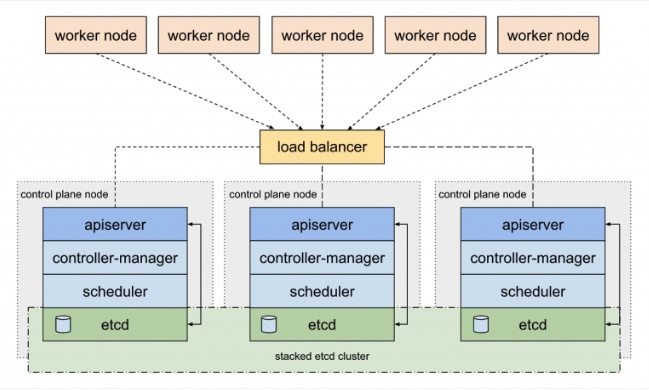 worker node worker node worker node worker node worker node
load balancer
control plane node control plane node control plane node
apiserver apiserver apiserver
controller-manager controller-manager controller-manager
scheduler scheduler scheduler
etcd etcd etcd
stacked etcd cluster